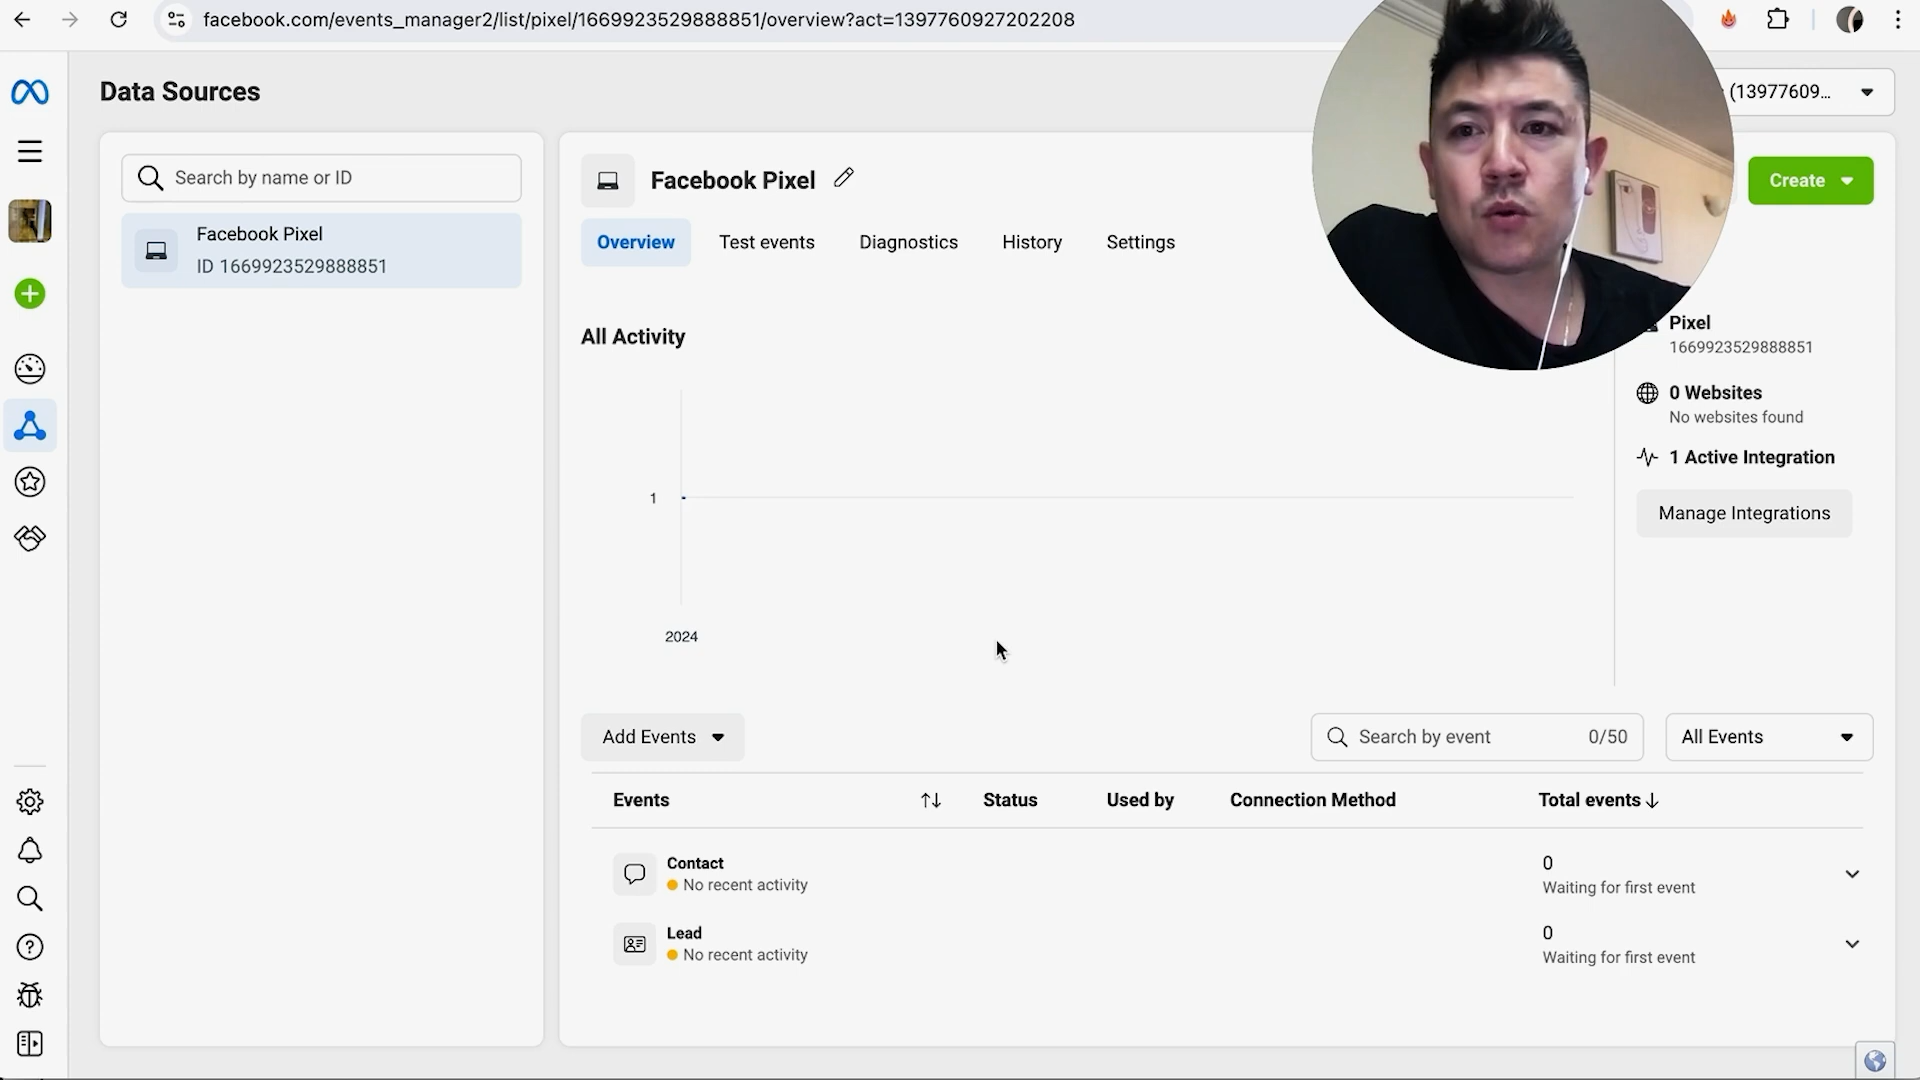 facebook.com/events_manager2/list/pixel/1669923529888851/overview?act=1397760927202208
Data Sources
(13977609...
Search by name or ID
Facebook Pixel
ID 1669923529888851
Facebook Pixel
Create
Overview
Test events
Diagnostics
History
Settings
All Activity
1
2024
Pixel
1669923529888851
0 Websites
No websites found
1 Active Integration
Manage Integrations
Add Events
Search by event
0/50
All Events
Events
Status
Used by
Connection Method
Total events
Contact
No recent activity
0
Waiting for first event
Lead
No recent activity
0
Waiting for first event